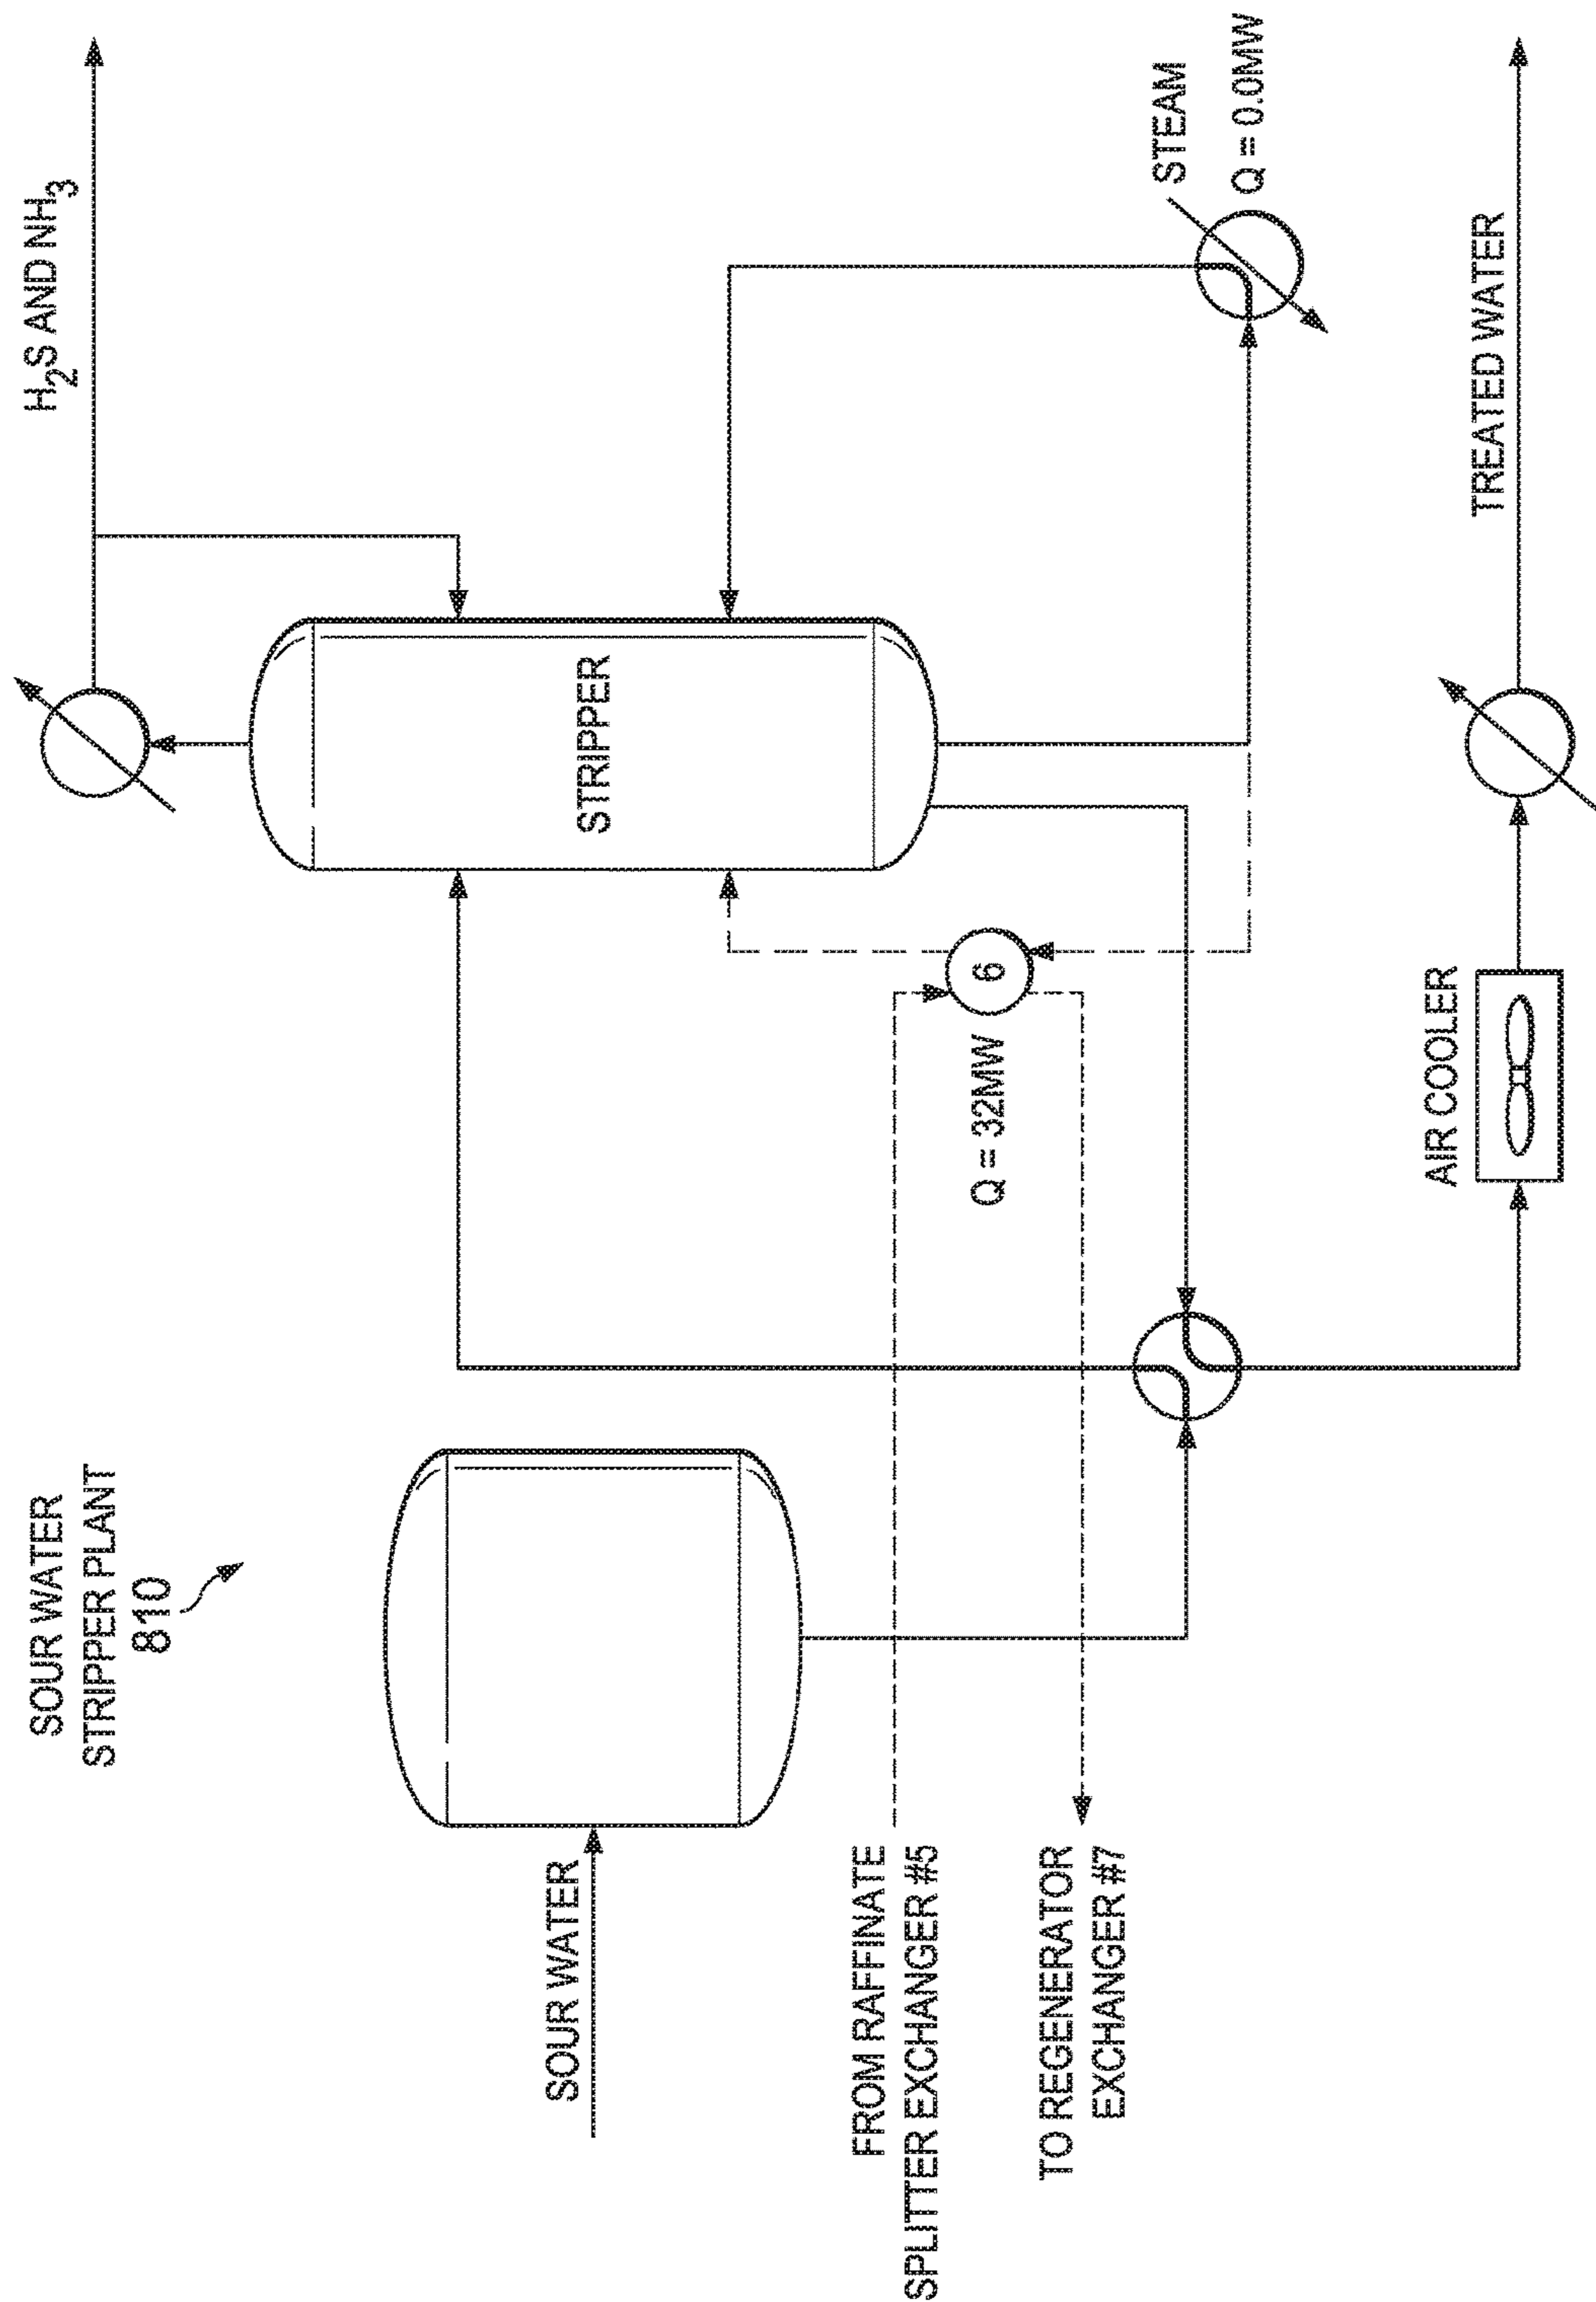 SOUR WATER
STRIPPER PLANT
810
H2S AND NH3
STRIPPER
SOUR WATER
FROM RAFFINATE
SPLITTER EXCHANGER #5
6
Q = 32MW
TO REGENERATOR
EXCHANGER #7
STEAM
Q = 0.0MW
AIR COOLER
TREATED WATER